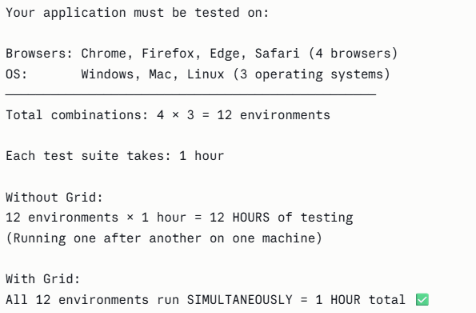 Your application must be tested on:
Browsers: Chrome, Firefox, Edge, Safari (4 browsers)
OS:       Windows, Mac, Linux (3 operating systems)
Total combinations: 4 × 3 = 12 environments
Each test suite takes: 1 hour
Without Grid:
12 environments × 1 hour = 12 HOURS of testing
(Running one after another on one machine)
With Grid:
All 12 environments run SIMULTANEOUSLY = 1 HOUR total ✅